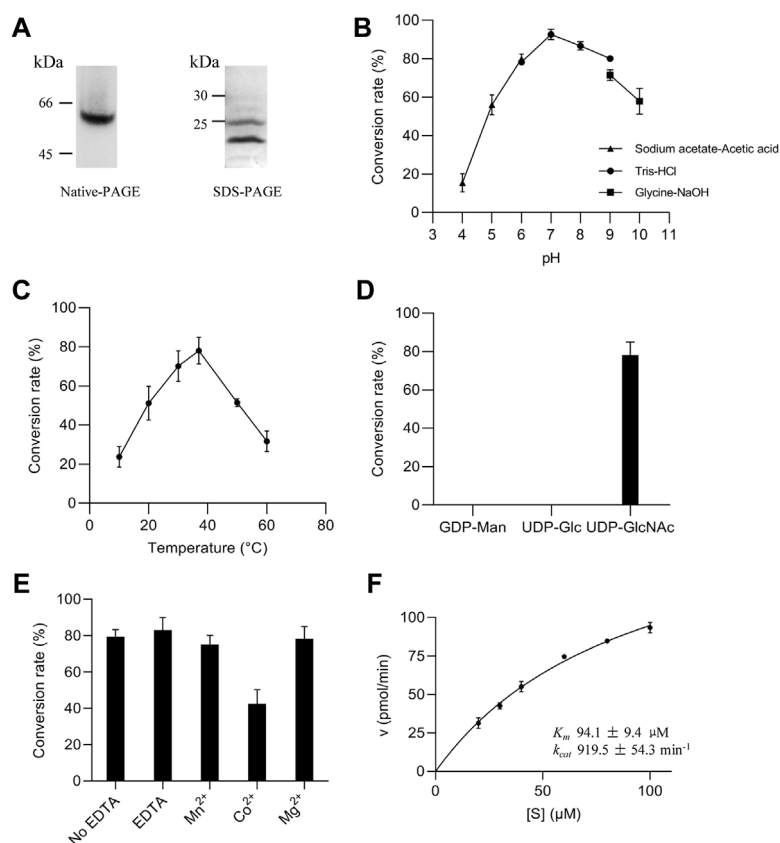 A
kDa
66
45
Native-PAGE
kDa
30
25
SDS-PAGE
B
Conversion rate (%)
100
80
60
40
20
0
3 4 5 6 7 8 9 10 11
pH
Sodium acetate-Acetic acid
Tris-HCl
Glycine-NaOH
C
Conversion rate (%)
100
80
60
40
20
0
0 20 40 60 80
Temperature (°C)
D
Conversion rate (%)
100
80
60
40
20
0
GDP-Man UDP-Glc UDP-GlcNAc
E
Conversion rate (%)
100
80
60
40
20
0
No EDTA
EDTA
Mn²⁺
Co²⁺
Mg²⁺
F
v (pmol/min)
100
75
50
25
0
0 50 100
[S] (μM)
Km 94.1 ± 9.4 μM
kcat 919.5 ± 54.3 min⁻¹